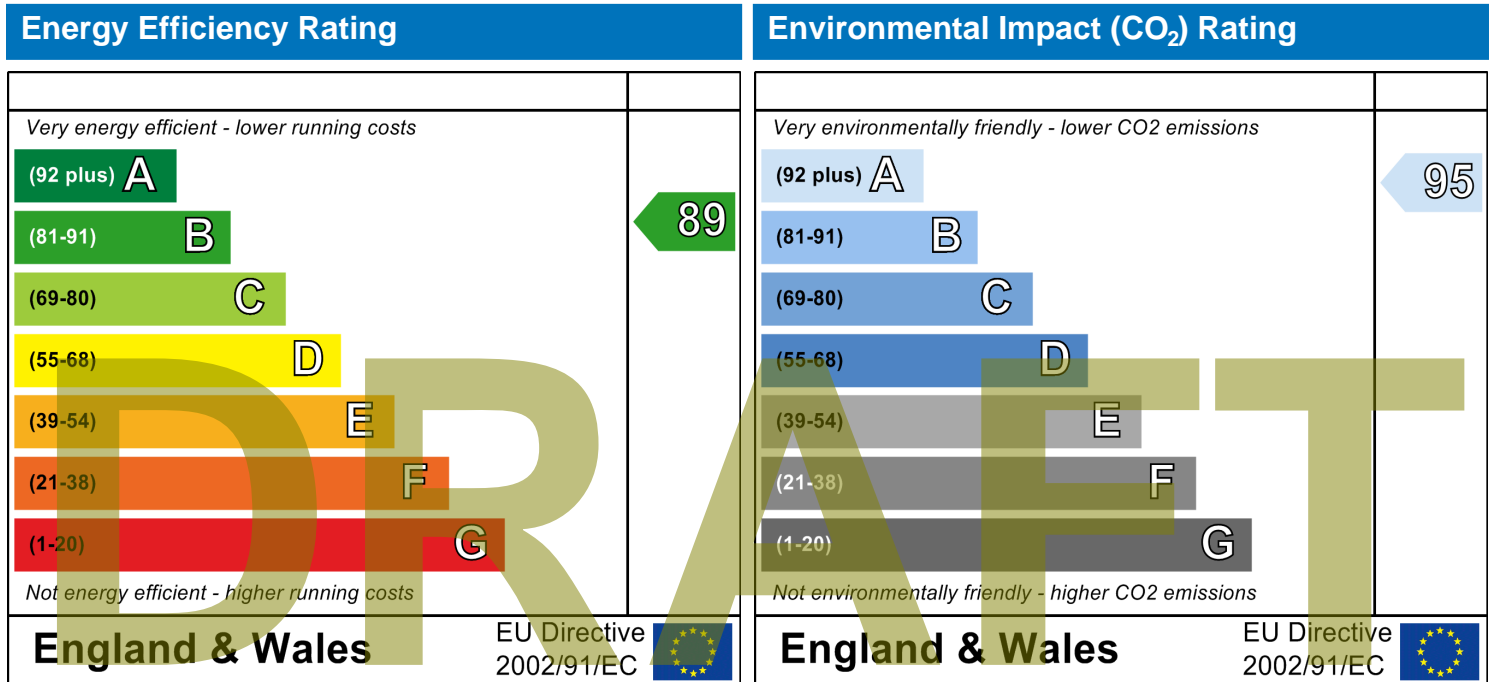 Energy Efficiency Rating
Very energy efficient - lower running costs
(92 plus) A
(81-91) B
89
(69-80) C
(55-68) D
(39-54) E
(21-38) F
(1-20) G
Not energy efficient - higher running costs
England & Wales
EU Directive
2002/91/EC
Environmental Impact (CO₂) Rating
Very environmentally friendly - lower CO2 emissions
(92 plus) A
95
(81-91) B
(69-80) C
(55-68) D
(39-54) E
(21-38) F
(1-20) G
Not environmentally friendly - higher CO2 emissions
England & Wales
EU Directive
2002/91/EC
DRAFT